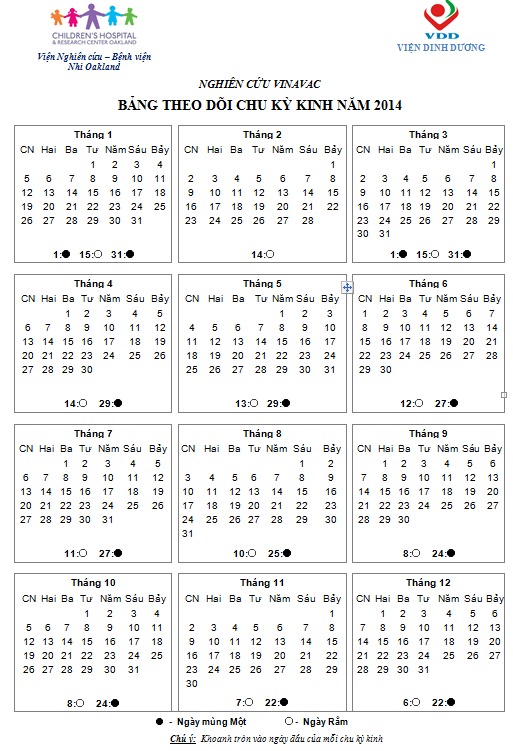 CHILDREN'S HOSPITAL
& RESEARCH CENTER OAKLAND
Viện Nghiên cứu – Bệnh viện
Nhi Oakland
VDD
VIỆN DINH DƯỠNG
NGHIÊN CỨU VINAVAC
BẢNG THEO DÕI CHU KỲ KINH NĂM 2014
Tháng 1
CN Hai Ba Tư Năm Sáu Bảy
1 2 3 4
5 6 7 8 9 10 11
12 13 14 15 16 17 18
19 20 21 22 23 24 25
26 27 28 29 30 31
1:● 15:○ 31:●
Tháng 2
CN Hai Ba Tư Năm Sáu Bảy
1
2 3 4 5 6 7 8
9 10 11 12 13 14 15
16 17 18 19 20 21 22
23 24 25 26 27 28
14:○
Tháng 3
CN Hai Ba Tư Năm Sáu Bảy
1
2 3 4 5 6 7 8
9 10 11 12 13 14 15
16 17 18 19 20 21 22
23 24 25 26 27 28 29
30 31
1:● 15:○ 31:●
Tháng 4
CN Hai Ba Tư Năm Sáu Bảy
1 2 3 4 5
6 7 8 9 10 11 12
13 14 15 16 17 18 19
20 21 22 23 24 25 26
27 28 29 30
14:○ 29:●
Tháng 5
CN Hai Ba Tư Năm Sáu Bảy
1 2 3
4 5 6 7 8 9 10
11 12 13 14 15 16 17
18 19 20 21 22 23 24
25 26 27 28 29 30 31
13:○ 29:●
Tháng 6
CN Hai Ba Tư Năm Sáu Bảy
1 2 3 4 5 6 7
8 9 10 11 12 13 14
15 16 17 18 19 20 21
22 23 24 25 26 27 28
29 30
12:○ 27:●
Tháng 7
CN Hai Ba Tư Năm Sáu Bảy
1 2 3 4 5
6 7 8 9 10 11 12
13 14 15 16 17 18 19
20 21 22 23 24 25 26
27 28 29 30 31
11:○ 27:●
Tháng 8
CN Hai Ba Tư Năm Sáu Bảy
1 2
3 4 5 6 7 8 9
10 11 12 13 14 15 16
17 18 19 20 21 22 23
24 25 26 27 28 29 30
31
10:○ 25:●
Tháng 9
CN Hai Ba Tư Năm Sáu Bảy
1 2 3 4 5 6
7 8 9 10 11 12 13
14 15 16 17 18 19 20
21 22 23 24 25 26 27
28 29 30
8:○ 24:●
Tháng 10
CN Hai Ba Tư Năm Sáu Bảy
1 2 3 4
5 6 7 8 9 10 11
12 13 14 15 16 17 18
19 20 21 22 23 24 25
26 27 28 29 30 31
8:○ 24:●
Tháng 11
CN Hai Ba Tư Năm Sáu Bảy
1
2 3 4 5 6 7 8
9 10 11 12 13 14 15
16 17 18 19 20 21 22
23 24 25 26 27 28 29
30
7:○ 22:●
Tháng 12
CN Hai Ba Tư Năm Sáu Bảy
1 2 3 4 5 6
7 8 9 10 11 12 13
14 15 16 17 18 19 20
21 22 23 24 25 26 27
28 29 30 31
6:○ 22:●
● - Ngày mùng Một ○ - Ngày Rằm
Chú ý: Khoanh tròn vào ngày đầu của mỗi chu kỳ kinh